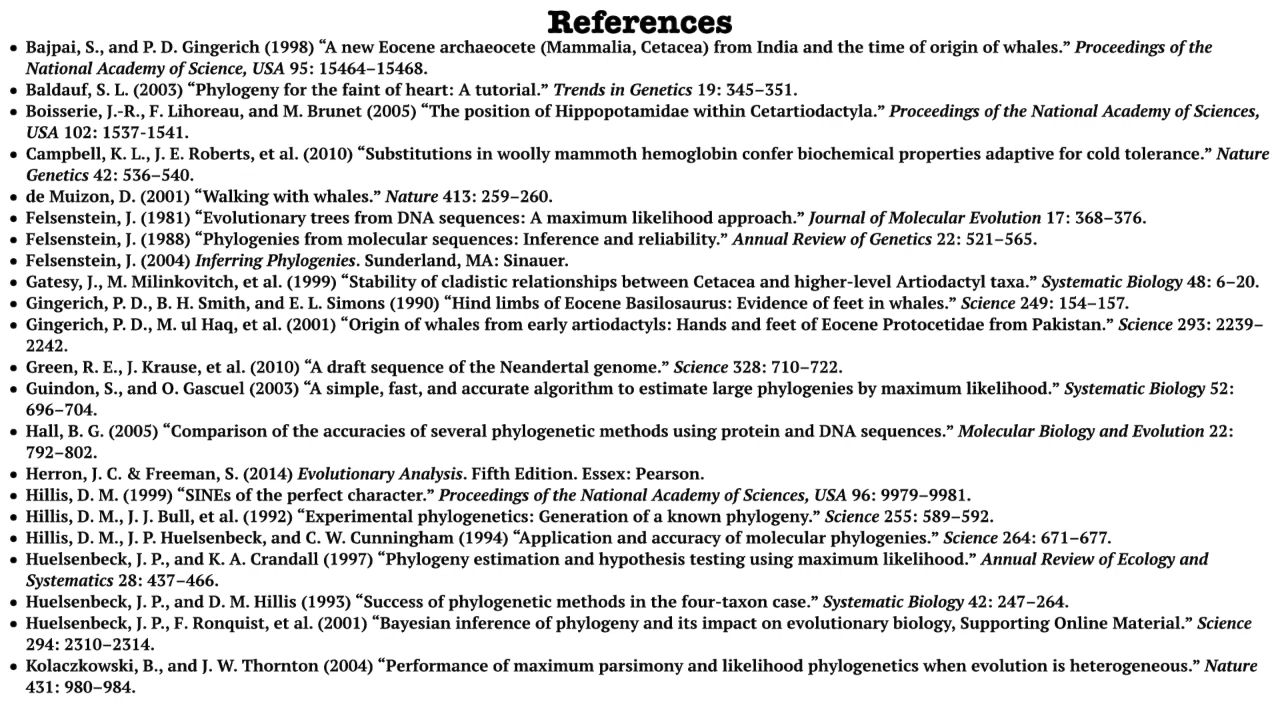 References
• Bajpai, S., and P. D. Gingerich (1998) “A new Eocene archaeocete (Mammalia, Cetacea) from India and the time of origin of whales.” Proceedings of the
National Academy of Science, USA 95: 15464–15468.
• Baldauf, S. L. (2003) “Phylogeny for the faint of heart: A tutorial.” Trends in Genetics 19: 345–351.
• Boisserie, J.-R., F. Lihoreau, and M. Brunet (2005) “The position of Hippopotamidae within Cetartiodactyla.” Proceedings of the National Academy of Sciences,
USA 102: 1537-1541.
• Campbell, K. L., J. E. Roberts, et al. (2010) “Substitutions in woolly mammoth hemoglobin confer biochemical properties adaptive for cold tolerance.” Nature
Genetics 42: 536–540.
• de Muizon, D. (2001) “Walking with whales.” Nature 413: 259–260.
• Felsenstein, J. (1981) “Evolutionary trees from DNA sequences: A maximum likelihood approach.” Journal of Molecular Evolution 17: 368–376.
• Felsenstein, J. (1988) “Phylogenies from molecular sequences: Inference and reliability.” Annual Review of Genetics 22: 521–565.
• Felsenstein, J. (2004) Inferring Phylogenies. Sunderland, MA: Sinauer.
• Gatesy, J., M. Milinkovitch, et al. (1999) “Stability of cladistic relationships between Cetacea and higher-level Artiodactyl taxa.” Systematic Biology 48: 6–20.
• Gingerich, P. D., B. H. Smith, and E. L. Simons (1990) “Hind limbs of Eocene Basilosaurus: Evidence of feet in whales.” Science 249: 154–157.
• Gingerich, P. D., M. ul Haq, et al. (2001) “Origin of whales from early artiodactyls: Hands and feet of Eocene Protocetidae from Pakistan.” Science 293: 2239–
2242.
• Green, R. E., J. Krause, et al. (2010) “A draft sequence of the Neandertal genome.” Science 328: 710–722.
• Guindon, S., and O. Gascuel (2003) “A simple, fast, and accurate algorithm to estimate large phylogenies by maximum likelihood.” Systematic Biology 52:
696–704.
• Hall, B. G. (2005) “Comparison of the accuracies of several phylogenetic methods using protein and DNA sequences.” Molecular Biology and Evolution 22:
792–802.
• Herron, J. C. & Freeman, S. (2014) Evolutionary Analysis. Fifth Edition. Essex: Pearson.
• Hillis, D. M. (1999) “SINEs of the perfect character.” Proceedings of the National Academy of Sciences, USA 96: 9979–9981.
• Hillis, D. M., J. J. Bull, et al. (1992) “Experimental phylogenetics: Generation of a known phylogeny.” Science 255: 589–592.
• Hillis, D. M., J. P. Huelsenbeck, and C. W. Cunningham (1994) “Application and accuracy of molecular phylogenies.” Science 264: 671–677.
• Huelsenbeck, J. P., and K. A. Crandall (1997) “Phylogeny estimation and hypothesis testing using maximum likelihood.” Annual Review of Ecology and
Systematics 28: 437–466.
• Huelsenbeck, J. P., and D. M. Hillis (1993) “Success of phylogenetic methods in the four-taxon case.” Systematic Biology 42: 247–264.
• Huelsenbeck, J. P., F. Ronquist, et al. (2001) “Bayesian inference of phylogeny and its impact on evolutionary biology, Supporting Online Material.” Science
294: 2310–2314.
• Kolaczkowski, B., and J. W. Thornton (2004) “Performance of maximum parsimony and likelihood phylogenetics when evolution is heterogeneous.” Nature
431: 980–984.